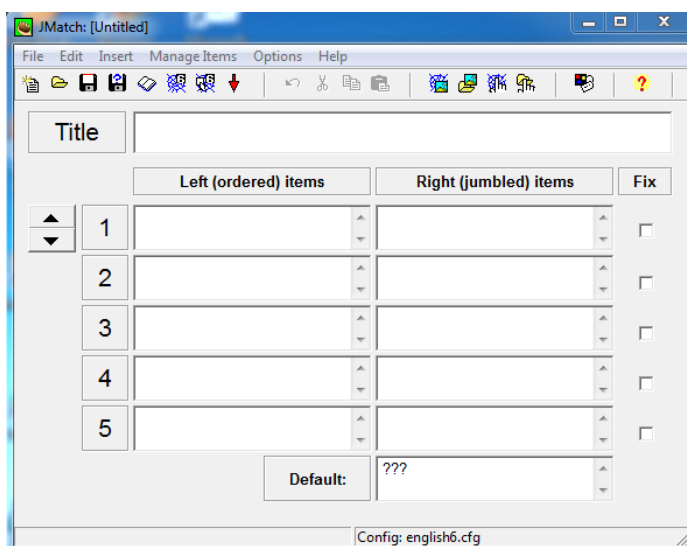 JMatch: [Untitled]
File Edit Insert Manage Items Options Help
Title
Left (ordered) items Right (jumbled) items Fix
1
2
3
4
5
Default: ???
Config: english6.cfg